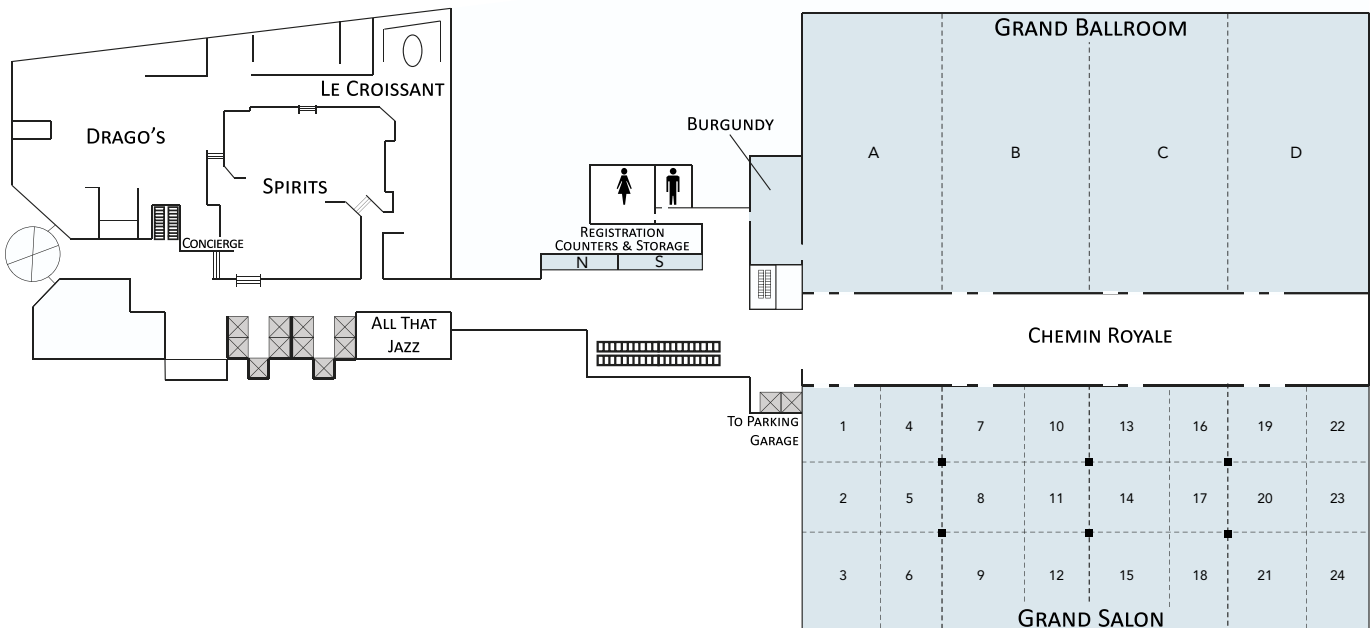 GRAND BALLROOM
LE CROISSANT
BURGUNDY
DRAGO'S
A
B
C
D
SPIRITS
REGISTRATION
COUNTERS & STORAGE
CONCIERGE
N
S
ALL THAT
JAZZ
CHEMIN ROYALE
TO PARKING
GARAGE
1
4
7
10
13
16
19
22
2
5
8
11
14
17
20
23
3
6
9
12
15
18
21
24
GRAND SALON